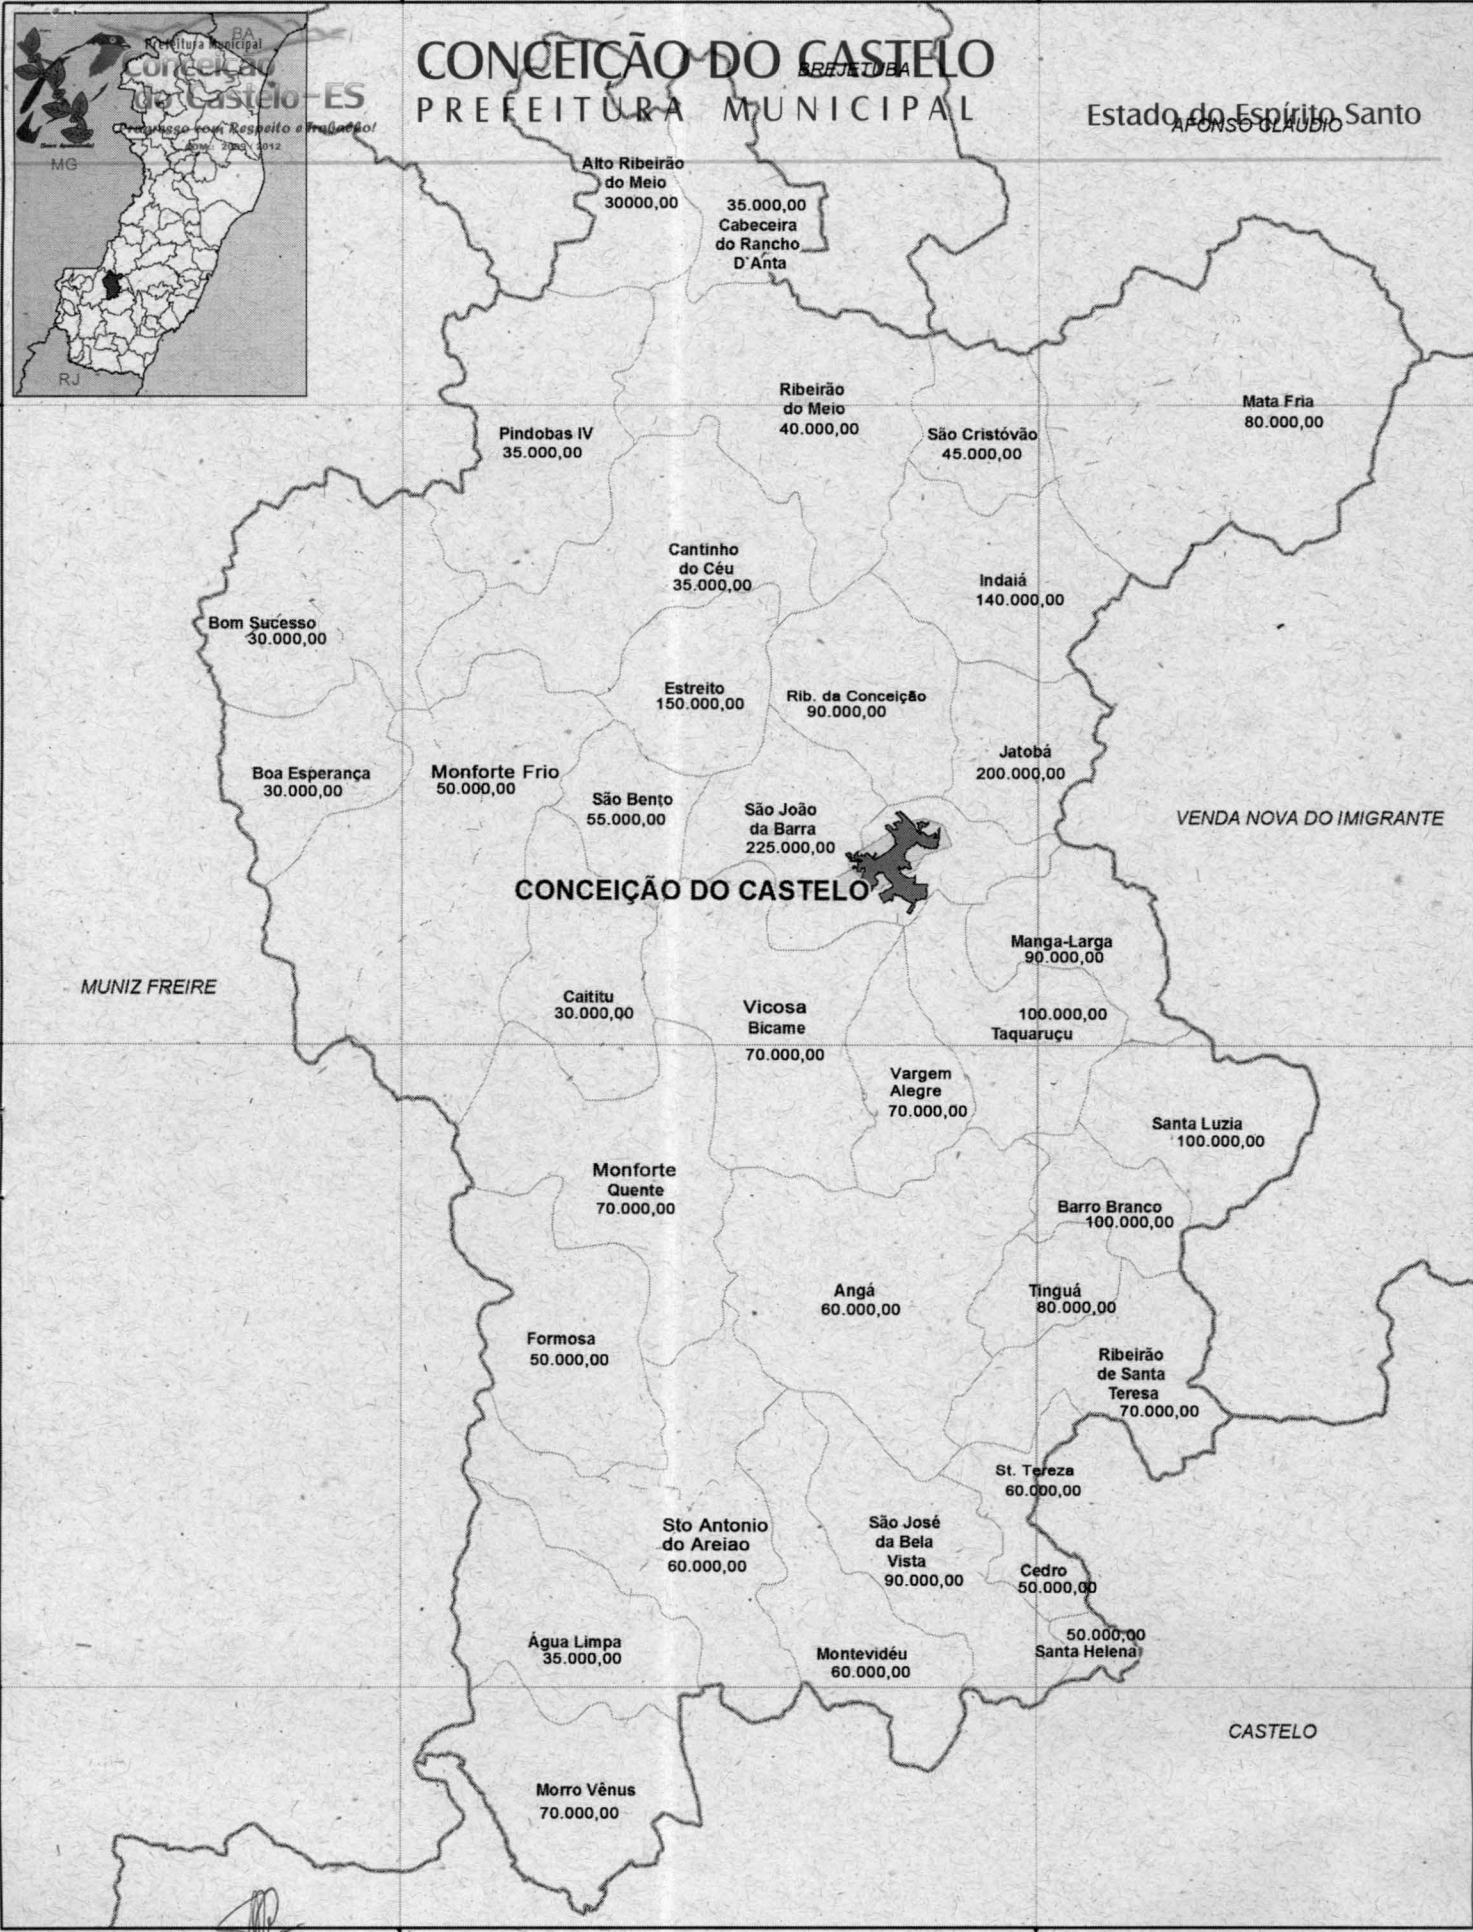 BA
Prefeitura Municipal
Conceição
do Castelo-ES
Progresso com Respeito e Trabalho!
MG
RJ
CONCEIÇÃO DO CASTELO
PREFEITURA MUNICIPAL
BREJETUBA
Estado do Espírito Santo
AFONSO CLÁUDIO
Alto Ribeirão
do Meio
30000,00
35.000,00
Cabeceira
do Rancho
D'Anta
Ribeirão
do Meio
40.000,00
Mata Fria
80.000,00
Pindobas IV
35.000,00
São Cristóvão
45.000,00
Cantinho
do Céu
35.000,00
Indaiá
140.000,00
Bom Sucesso
30.000,00
Estreito
150.000,00
Rib. da Conceição
90.000,00
Jatobá
200.000,00
Boa Esperança
30.000,00
Monforte Frio
50.000,00
São Bento
55.000,00
São João
da Barra
225.000,00
VENDA NOVA DO IMIGRANTE
CONCEIÇÃO DO CASTELO
Manga-Larga
90.000,00
MUNIZ FREIRE
Caititu
30.000,00
Vicosa
Bicame
70.000,00
100.000,00
Taquaruçu
Vargem
Alegre
70.000,00
Santa Luzia
100.000,00
Monforte
Quente
70.000,00
Barro Branco
100.000,00
Angá
60.000,00
Tinguá
80.000,00
Formosa
50.000,00
Ribeirão
de Santa
Teresa
70.000,00
St. Tereza
60.000,00
Sto Antonio
do Areiao
60.000,00
São José
da Bela
Vista
90.000,00
Cedro
50.000,00
50.000,00
Santa Helena
Água Limpa
35.000,00
Montevidéu
60.000,00
CASTELO
Morro Vênus
70.000,00